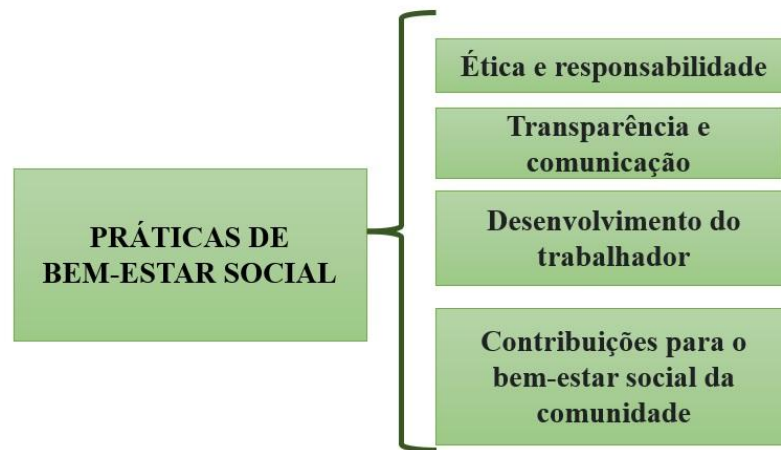 PRÁTICAS DE
BEM-ESTAR SOCIAL
Ética e responsabilidade
Transparência e
comunicação
Desenvolvimento do
trabalhador
Contribuições para o
bem-estar social da
comunidade